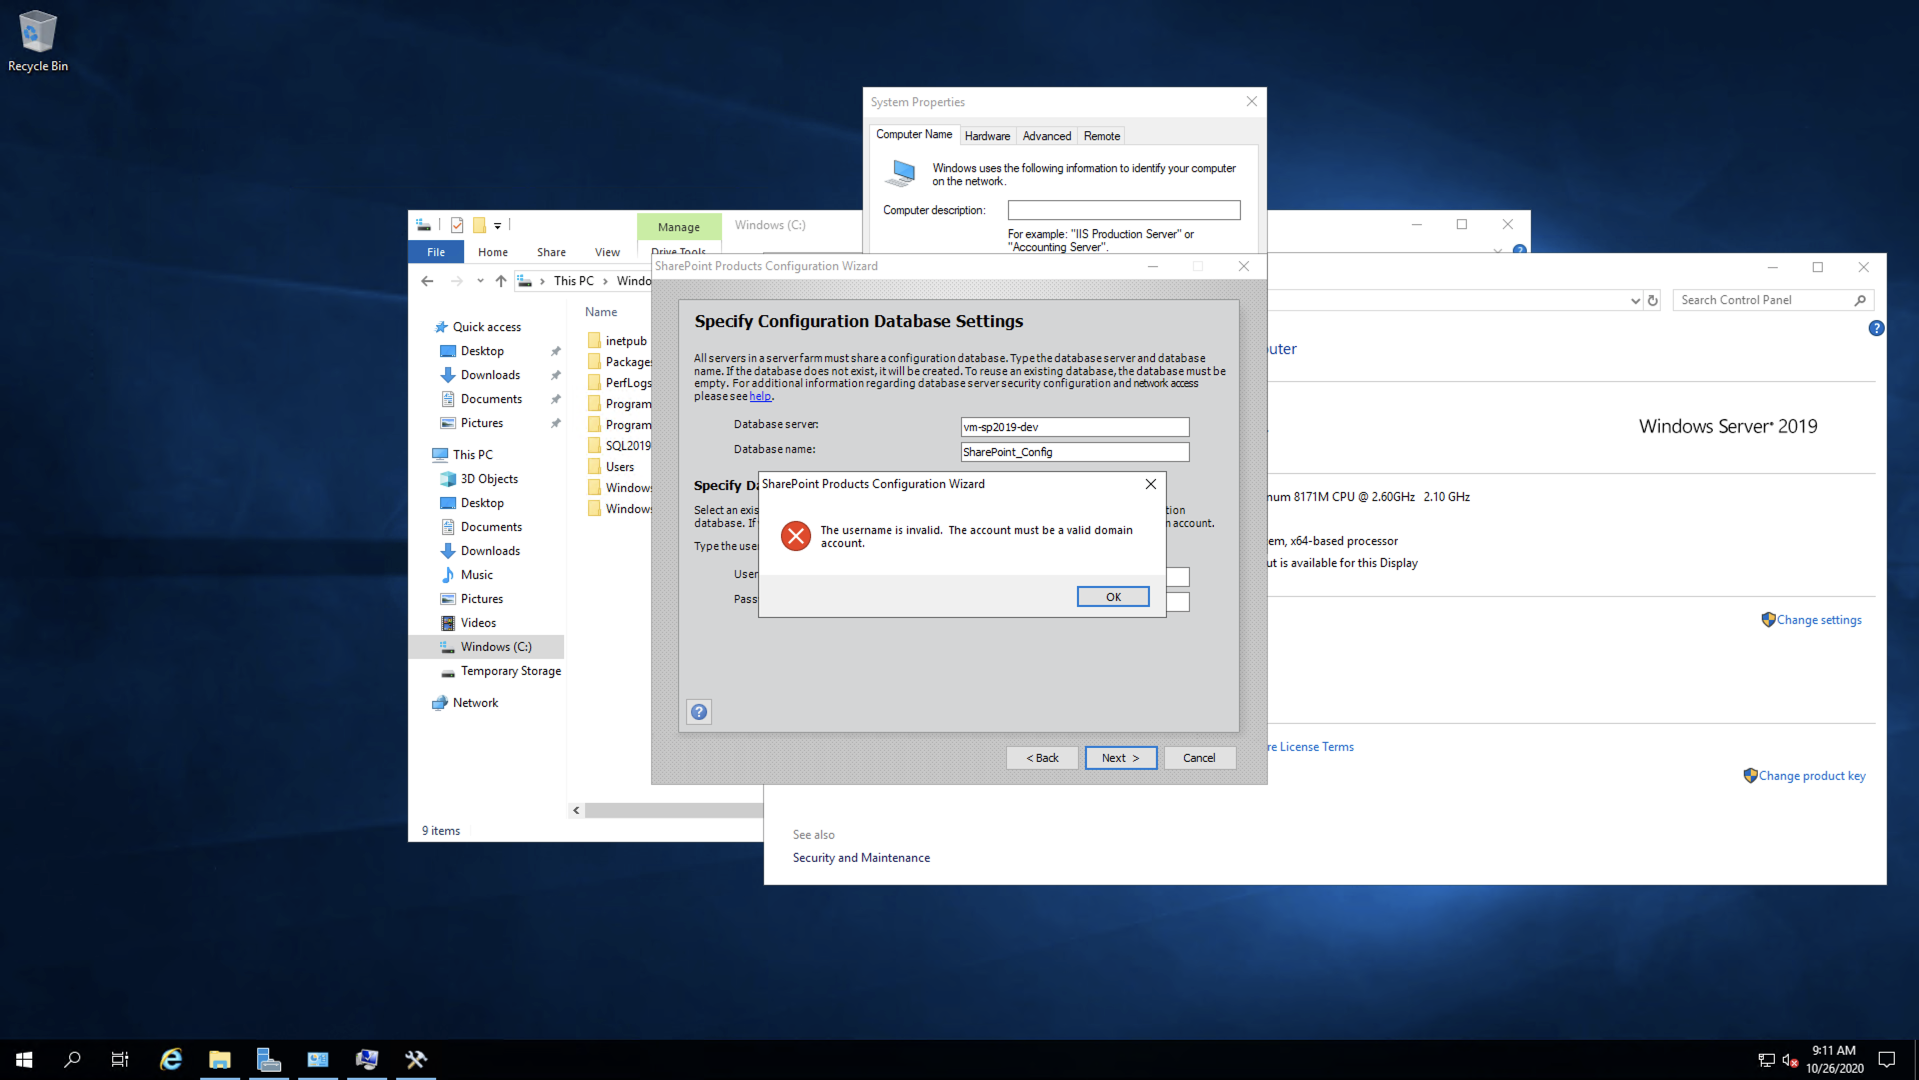 Recycle Bin
System Properties
Computer Name
Hardware
Advanced
Remote
Windows uses the following information to identify your computer
on the network.
Computer description:
For example: "IIS Production Server" or
"Accounting Server".
Manage
Windows (C:)
File
Home
Share
View
Drive Tools
This PC
Windo
Name
Quick access
Desktop
Downloads
Documents
Pictures
This PC
3D Objects
Desktop
Documents
Downloads
Music
Pictures
Videos
Windows (C:)
Temporary Storage
Network
inetpub
Packages
PerfLogs
Program
Program
SQL2019
Users
Windows
Windows
9 items
SharePoint Products Configuration Wizard
Specify Configuration Database Settings
All servers in a server farm must share a configuration database. Type the database server and database
name. If the database does not exist, it will be created. To reuse an existing database, the database must be
empty. For additional information regarding database server security configuration and network access
please see help.
Database server:
vm-sp2019-dev
Database name:
SharePoint_Config
Specify Da
Select an exis
tion
database. If
n account.
Type the use
User
Pass
SharePoint Products Configuration Wizard
The username is invalid. The account must be a valid domain
account.
OK
< Back
Next >
Cancel
Search Control Panel
uter
Windows Server 2019
num 8171M CPU @ 2.60GHz 2.10 GHz
em, x64-based processor
ut is available for this Display
Change settings
re License Terms
Change product key
See also
Security and Maintenance
9:11 AM
10/26/2020